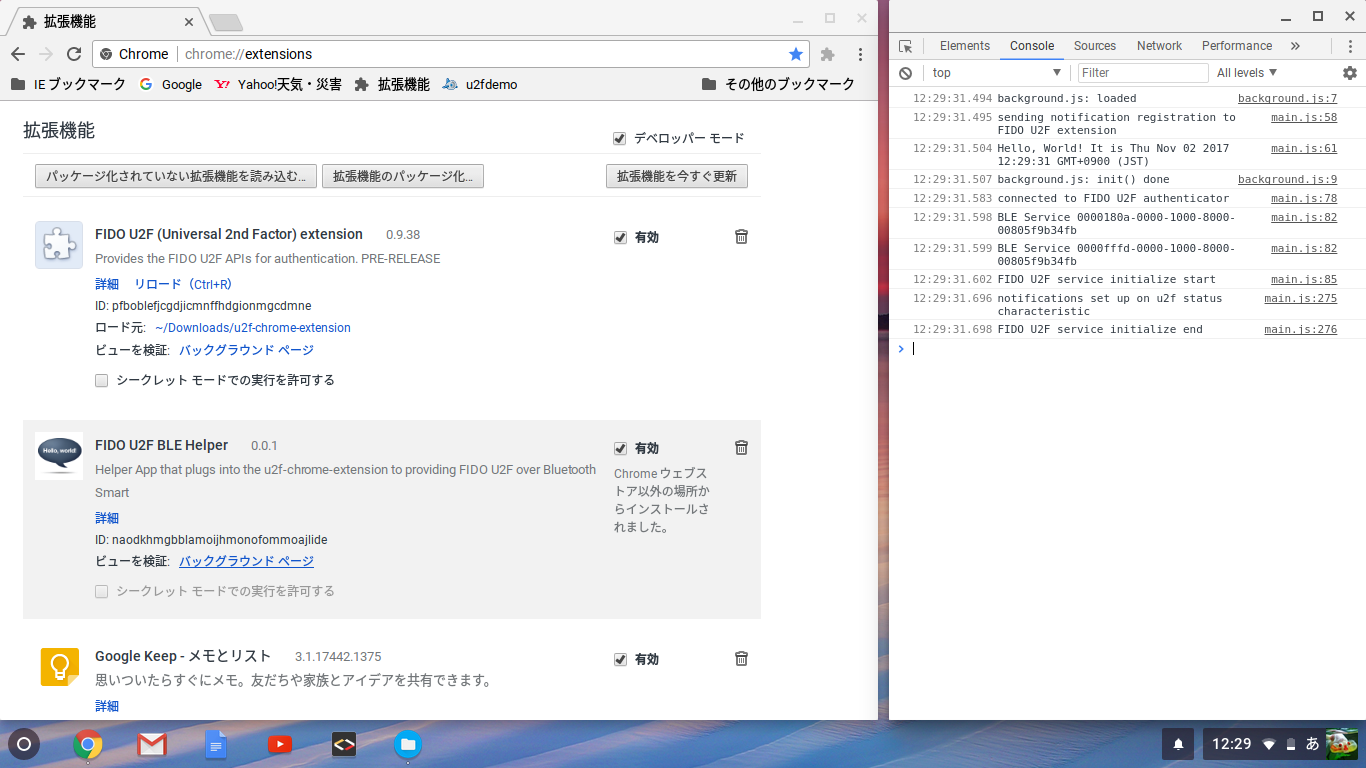 拡張機能
Chrome chrome://extensions
IE ブックマーク Google Yahoo!天気・災害 拡張機能 u2fdemo その他のブックマーク
拡張機能
デベロッパー モード
パッケージ化されていない拡張機能を読み込む... 拡張機能のパッケージ化... 拡張機能を今すぐ更新
FIDO U2F (Universal 2nd Factor) extension 0.9.38 有効
Provides the FIDO U2F APIs for authentication. PRE-RELEASE
詳細 リロード（Ctrl+R）
ID: pfboblefjcgdjicmnffhdgionmgcdmne
ロード元: ~/Downloads/u2f-chrome-extension
ビューを検証: バックグラウンド ページ
シークレット モードでの実行を許可する
FIDO U2F BLE Helper 0.0.1 有効
Helper App that plugs into the u2f-chrome-extension to providing FIDO U2F over Bluetooth
Smart
詳細
ID: naodkhmgbblamoijhmonofommoajlide
ビューを検証: バックグラウンド ページ
シークレット モードでの実行を許可する
Chrome ウェブス
トア以外の場所か
らインストールさ
れました。
Google Keep - メモとリスト 3.1.17442.1375 有効
思いついたらすぐにメモ。友だちや家族とアイデアを共有できます。
詳細
Elements Console Sources Network Performance »
top ▼ Filter All levels ▼
12:29:31.494 background.js: loaded background.js:7
12:29:31.495 sending notification registration to main.js:58
FIDO U2F extension
12:29:31.504 Hello, World! It is Thu Nov 02 2017 main.js:61
12:29:31 GMT+0900 (JST)
12:29:31.507 background.js: init() done background.js:9
12:29:31.583 connected to FIDO U2F authenticator main.js:78
12:29:31.598 BLE Service 0000180a-0000-1000-8000- main.js:82
00805f9b34fb
12:29:31.599 BLE Service 0000fffd-0000-1000-8000- main.js:82
00805f9b34fb
12:29:31.602 FIDO U2F service initialize start main.js:85
12:29:31.696 notifications set up on u2f status main.js:275
characteristic
12:29:31.698 FIDO U2F service initialize end main.js:276
Hello, world!
12:29 あ